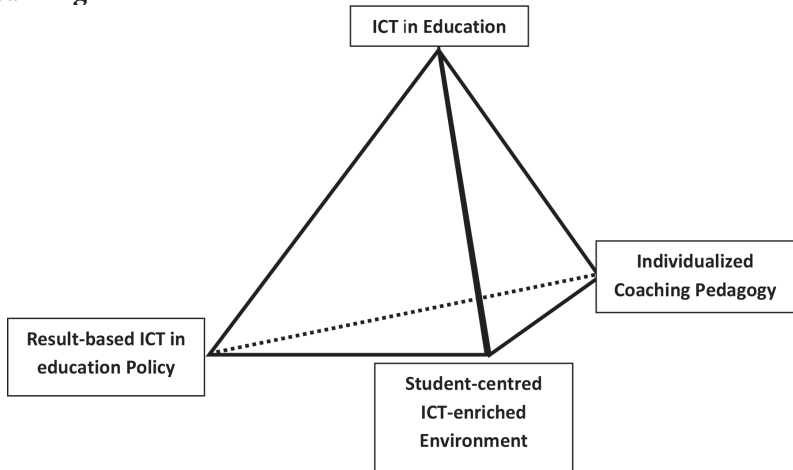 ICT in Education
Individualized
Coaching Pedagogy
Result-based ICT in
education Policy
Student-centred
ICT-enriched
Environment